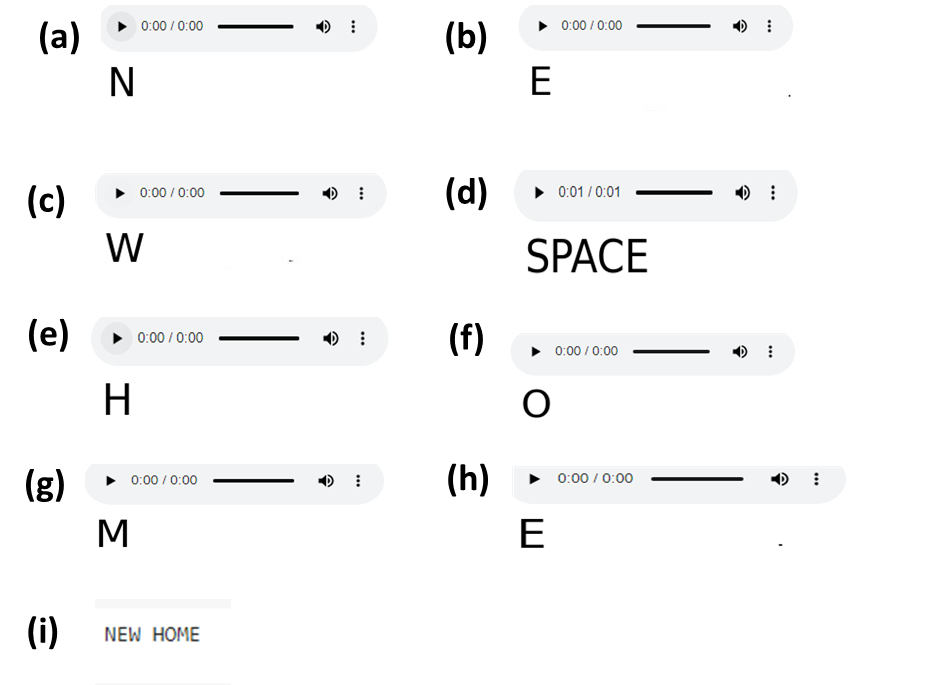 (a) 0:00 / 0:00
N
(b) 0:00 / 0:00
E
(c) 0:00 / 0:00
W
(d) 0:01 / 0:01
SPACE
(e) 0:00 / 0:00
H
(f) 0:00 / 0:00
O
(g) 0:00 / 0:00
M
(h) 0:00 / 0:00
E
(i) NEW HOME